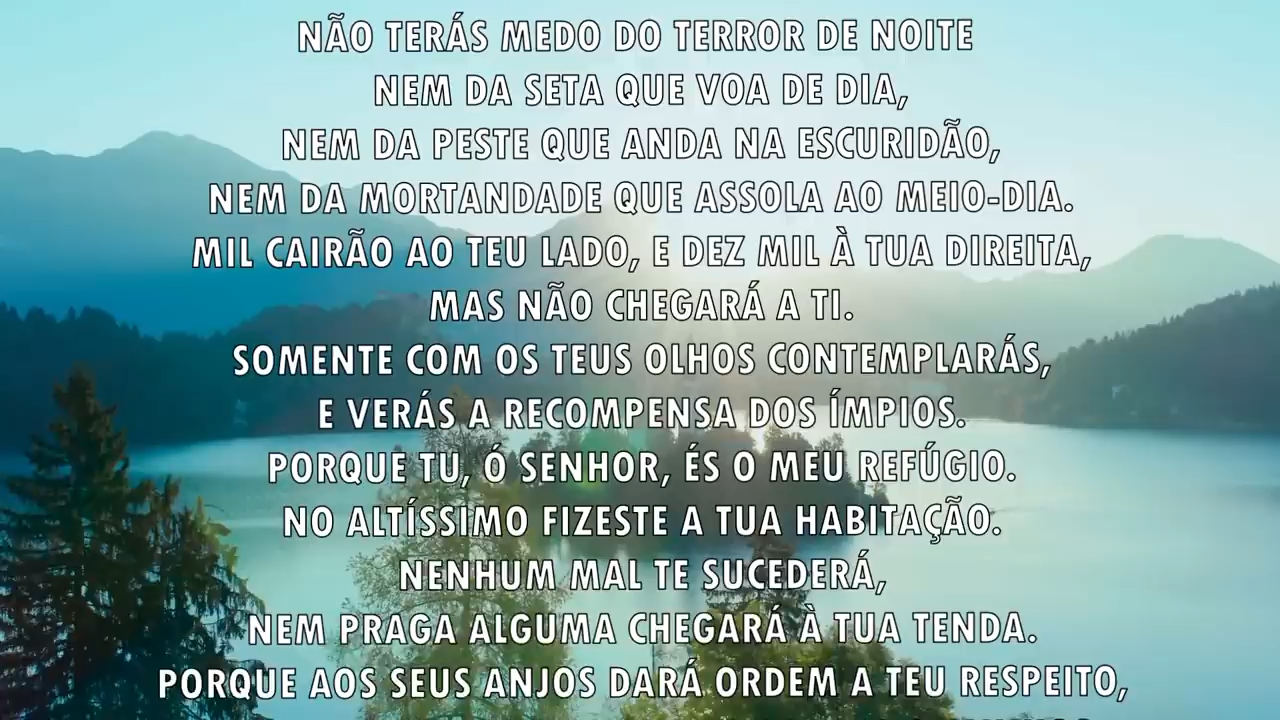 NÃO TERÁS MEDO DO TERROR DE NOITE
NEM DA SETA QUE VOA DE DIA,
NEM DA PESTE QUE ANDA NA ESCURIDÃO,
NEM DA MORTANDADE QUE ASSOLA AO MEIO-DIA.
MIL CAIRÃO AO TEU LADO, E DEZ MIL À TUA DIREITA,
MAS NÃO CHEGARÁ A TI.
SOMENTE COM OS TEUS OLHOS CONTEMPLARÁS,
E VERÁS A RECOMPENSA DOS ÍMPIOS.
PORQUE TU, Ó SENHOR, ÉS O MEU REFÚGIO.
NO ALTÍSSIMO FIZESTE A TUA HABITAÇÃO.
NENHUM MAL TE SUCEDERÁ,
NEM PRAGA ALGUMA CHEGARÁ À TUA TENDA.
PORQUE AOS SEUS ANJOS DARÁ ORDEM A TEU RESPEITO,